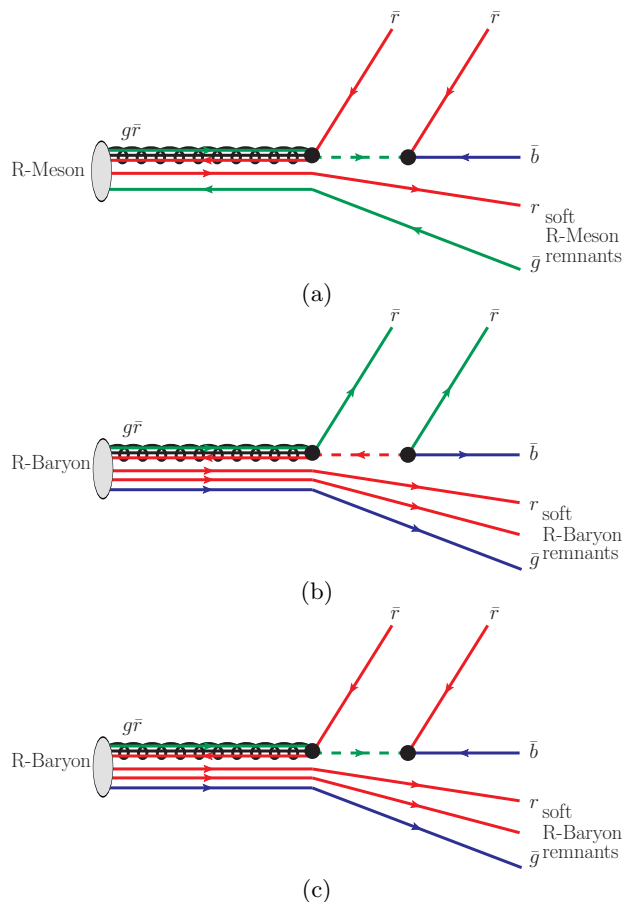 r̄ r̄
gr̄
R-Meson
b̄
r soft
R-Meson
ḡ remnants
(a)
r̄ r̄
gr̄
R-Baryon
b̄
r soft
R-Baryon
ḡ remnants
(b)
r̄ r̄
gr̄
R-Baryon
b̄
r soft
R-Baryon
ḡ remnants
(c)